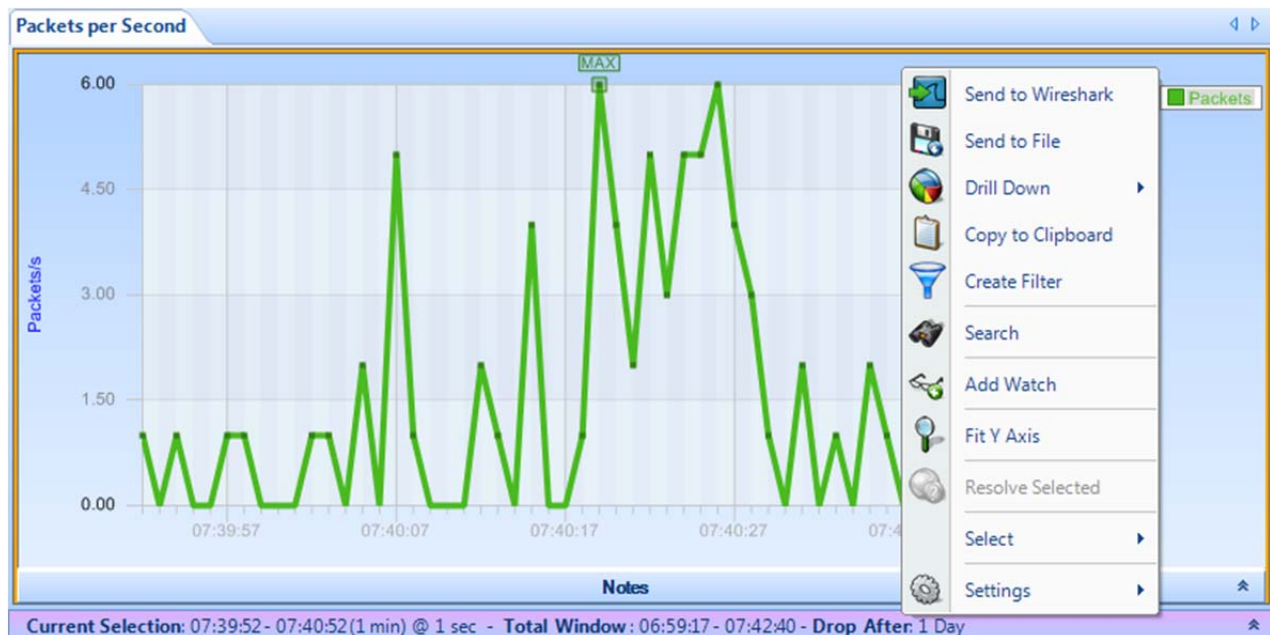 Packets per Second
MAX
6.00
4.50
3.00
1.50
0.00
Packets/s
07:39:57
07:40:07
07:40:17
07:40:27
07:4
Packets
Send to Wireshark
Send to File
Drill Down
Copy to Clipboard
Create Filter
Search
Add Watch
Fit Y Axis
Resolve Selected
Select
Settings
Notes
Current Selection: 07:39:52 - 07:40:52 (1 min) @ 1 sec - Total Window : 06:59:17 - 07:42:40 - Drop After: 1 Day